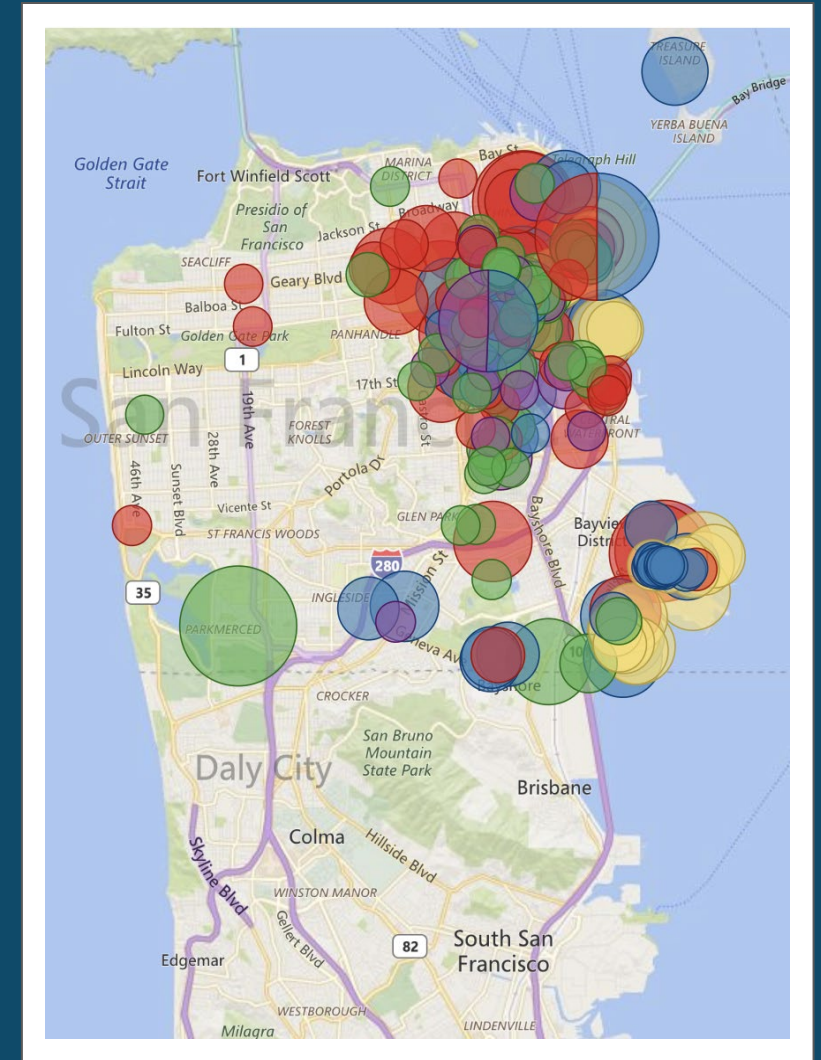 TREASURE
ISLAND
Bay Bridge
YERBA BUENA
ISLAND
Golden Gate
Strait
Fort Winfield Scott
MARINA
DISTRICT
Bay St
Telegraph Hill
Presidio of
San
Francisco
Broadway
Jackson St
SEACLIFF
Geary Blvd
Balboa St
Fulton St
Golden Gate Park
PANHANDLE
1
Lincoln Way
17th St
San Franc
OUTER SUNSET
19th Ave
28th Ave
FOREST
KNOLLS
46th Ave
Sunset Blvd
Portola Dr
Vicente St
ST FRANCIS WOODS
GLEN PARK
Bayshore Blvd
280
35
INGLESIDE
Mission St
PARKMERCED
Geneva Ave
Bayshore
CROCKER
San Bruno
Mountain
State Park
Daly City
Brisbane
Colma
Hillside Blvd
Skyline Blvd
WINSTON MANOR
Gellert Blvd
82
South San
Francisco
Edgemar
WESTBOROUGH
LINDENVILLE
Milagra